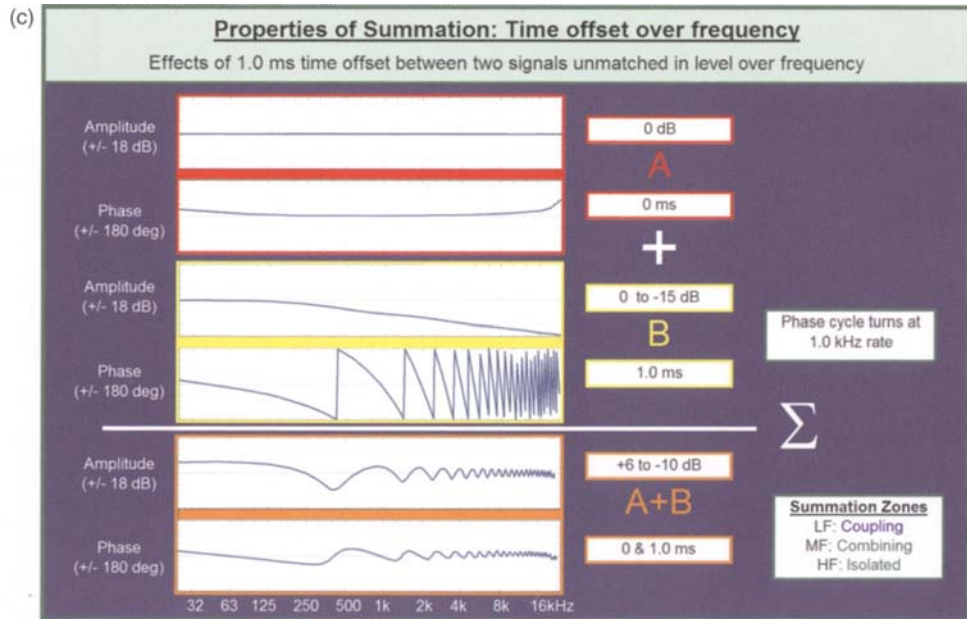 (c)
Properties of Summation: Time offset over frequency
Effects of 1.0 ms time offset between two signals unmatched in level over frequency
Amplitude
(+/- 18 dB)
0 dB
A
Phase
(+/- 180 deg)
0 ms
+
Amplitude
(+/- 18 dB)
0 to -15 dB
B
Phase
(+/- 180 deg)
1.0 ms
Phase cycle turns at
1.0 kHz rate
Σ
Amplitude
(+/- 18 dB)
+6 to -10 dB
A+B
Phase
(+/- 180 deg)
0 & 1.0 ms
Summation Zones
LF: Coupling
MF: Combining
HF: Isolated
32 63 125 250 500 1k 2k 4k 8k 16kHz